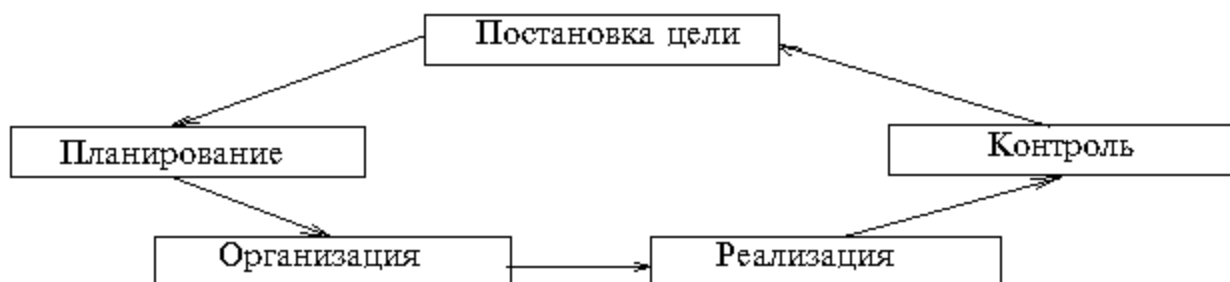 Постановка цели
Планирование
Контроль
Организация
Реализация